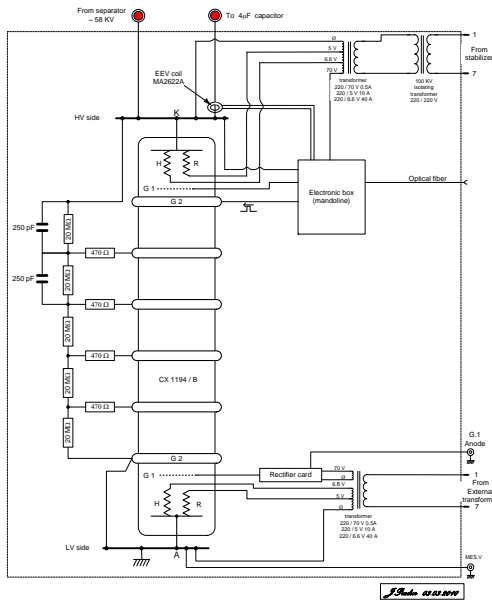 From separator
– 58 KV
To 4µF capacitor
EEV coil
MA2622A
K
HV side
Ø
5 V
6.6 V
70 V
transformer
220 / 70 V 0.5A
220 / 5 V 10 A
220 / 6.6 V 40 A
100 KV
isolating
transformer
220 / 220 V
1
From
stabilizer
7
H
R
G 1
G 2
Electronic box
(mandoline)
Optical fiber
250 pF
250 pF
20 MΩ
20 MΩ
20 MΩ
20 MΩ
20 MΩ
470 Ω
470 Ω
470 Ω
470 Ω
CX 1194 / B
G 2
G 1
H
R
Rectifier card
70 V
Ø
6.6 V
5 V
Ø
transformer
220 / 70 V 0.5A
220 / 5 V 10 A
220 / 6.6 V 40 A
G.1
Anode
1
From
External
transform
7
LV side
A
MES.V
03.03.2010